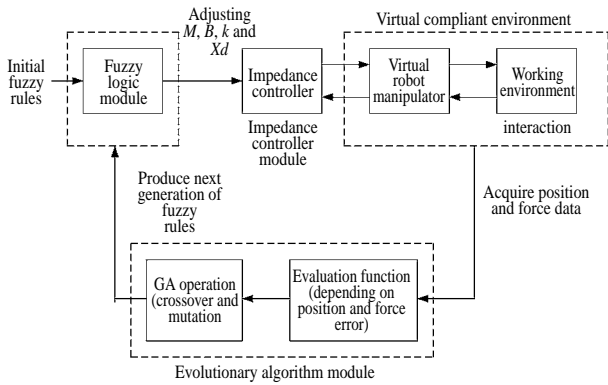 Adjusting
M, B, k and
Xd
Virtual compliant environment
Initial
fuzzy
rules
Fuzzy
logic
module
Impedance
controller
Virtual
robot
manipulator
Working
environment
Impedance
controller
module
interaction
Produce next
generation of
fuzzy
rules
Acquire position
and force data
GA operation
(crossover and
mutation
Evaluation function
(depending on
position and force
error)
Evolutionary algorithm module